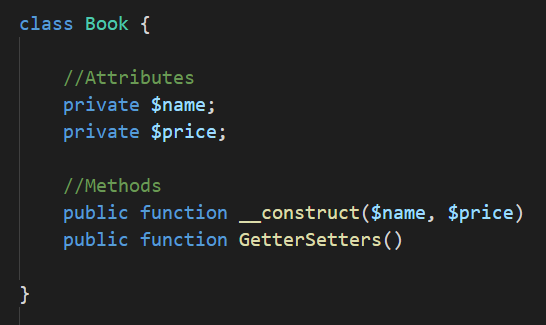 class Book {
//Attributes
private $name;
private $price;
//Methods
public function __construct($name, $price)
public function GetterSetters()
}